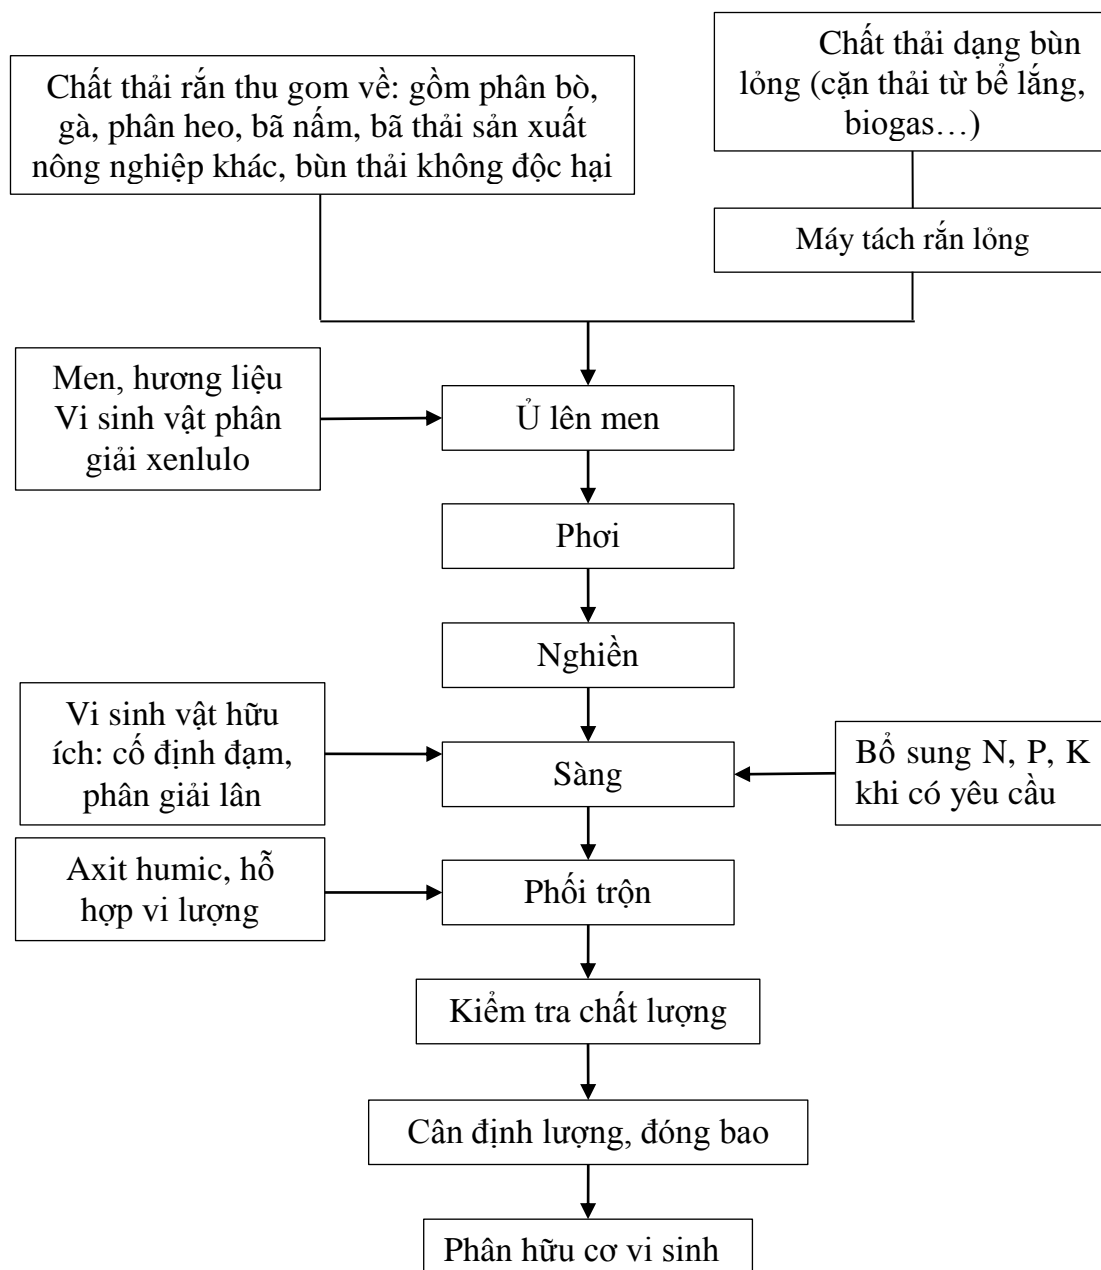 Chất thải rắn thu gom về: gồm phân bò,
gà, phân heo, bã nấm, bã thải sản xuất
nông nghiệp khác, bùn thải không độc hại
Chất thải dạng bùn
lỏng (cặn thải từ bể lắng,
biogas…)
Máy tách rắn lỏng
Men, hương liệu
Vi sinh vật phân
giải xenlulo
Ủ lên men
Phơi
Nghiền
Vi sinh vật hữu
ích: cố định đạm,
phân giải lân
Sàng
Bổ sung N, P, K
khi có yêu cầu
Axit humic, hỗ
hợp vi lượng
Phối trộn
Kiểm tra chất lượng
Cân định lượng, đóng bao
Phân hữu cơ vi sinh